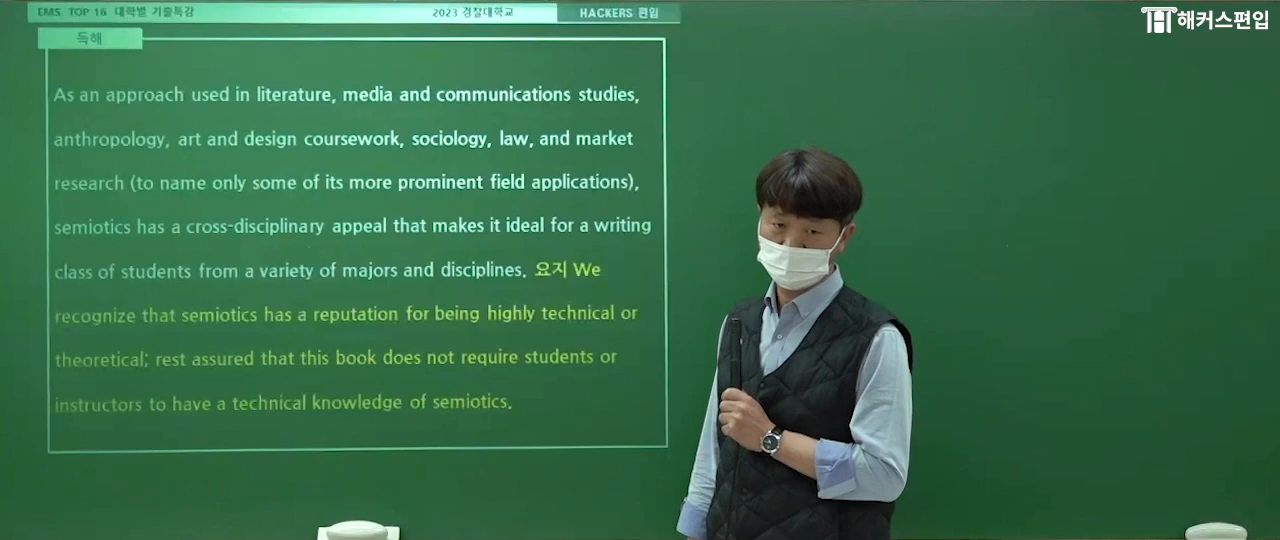 EMS TOP 16 대학별 기출특강
2023 경찰대학교
HACKERS 편입
해커스편입
독해
As an approach used in literature, media and communications studies,
anthropology, art and design coursework, sociology, law, and market
research (to name only some of its more prominent field applications),
semiotics has a cross-disciplinary appeal that makes it ideal for a writing
class of students from a variety of majors and disciplines. 요지 We
recognize that semiotics has a reputation for being highly technical or
theoretical; rest assured that this book does not require students or
instructors to have a technical knowledge of semiotics.